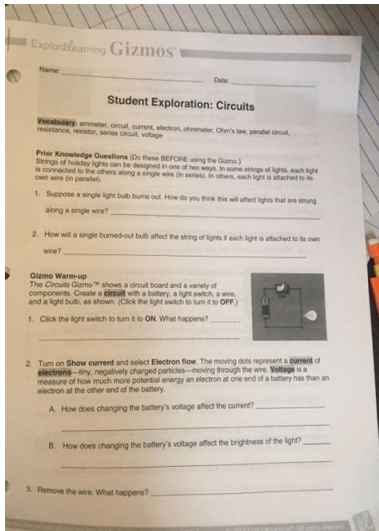 ExploreLearning Gizmos
Name:
Date:
Student Exploration: Circuits
Vocabulary: ammeter, circuit, current, electron, ohmmeter, Ohm's law, parallel circuit,
resistance, resistor, series circuit, voltage
Prior Knowledge Questions (Do these BEFORE using the Gizmo.)
Strings of holiday lights can be designed in one of two ways. In some strings of lights, each light
is connected to the others along a single wire (in series). In others, each light is attached to its
own wire (in parallel).
1. Suppose a single light bulb burns out. How do you think this will affect lights that are strung
along a single wire?
2. How will a single burned-out bulb affect the string of lights if each light is attached to its own
wire?
Gizmo Warm-up
The Circuits Gizmo™ shows a circuit board and a variety of
components. Create a circuit with a battery, a light switch, a wire,
and a light bulb, as shown. (Click the light switch to turn it to OFF.)
1. Click the light switch to turn it to ON. What happens?
2. Turn on Show current and select Electron flow. The moving dots represent a current of
electrons—tiny, negatively charged particles—moving through the wire. Voltage is a
measure of how much more potential energy an electron at one end of a battery has than an
electron at the other end of the battery.
A. How does changing the battery's voltage affect the current?
B. How does changing the battery's voltage affect the brightness of the light?
3. Remove the wire. What happens?